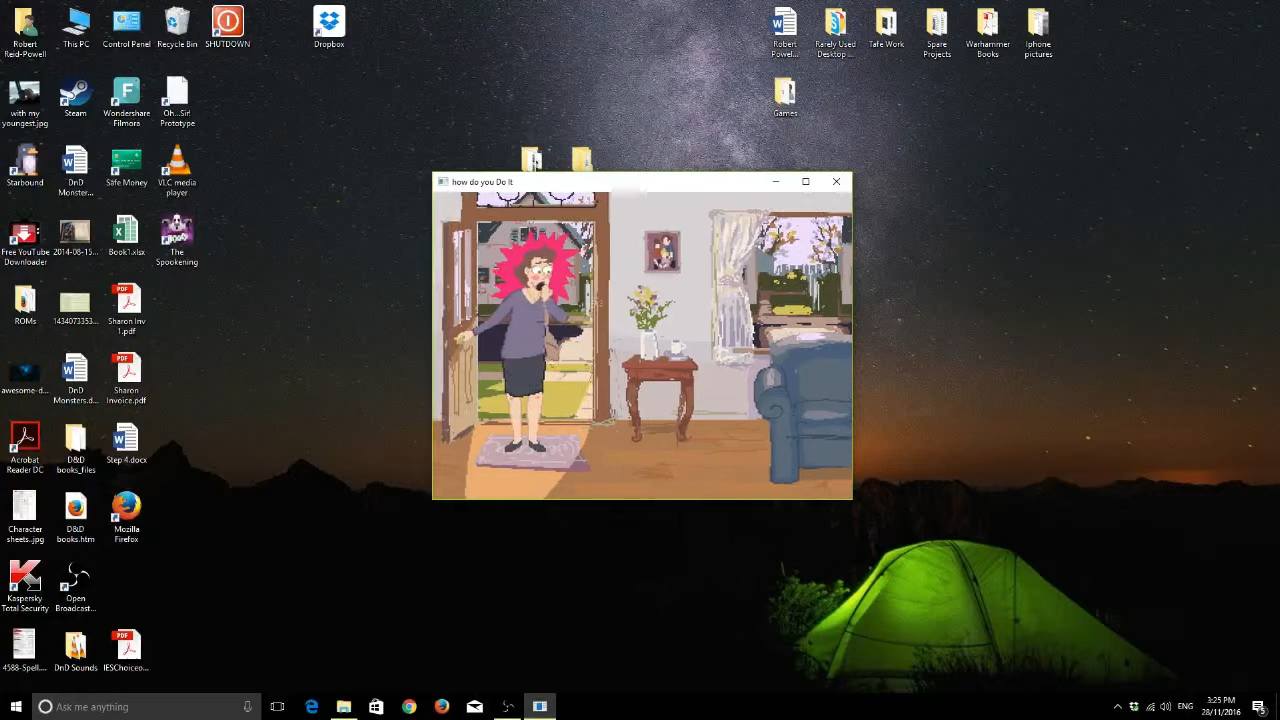 Robert
Reid-Powell
This PC
Control Panel
Recycle Bin
SHUTDOWN
Dropbox
Robert
Powel...
Rarely Used
Desktop ...
Tafe Work
Spare
Projects
Warhammer
Books
Iphone
pictures
with my
youngest.jpg
Steam
Wondershare
Filmora
Oh...Sir!
Prototype
Games
Starbound
DnD
Monster...
Safe Money
VLC media
player
how do you Do It
Free YouTube
Downloader
2014-08-15...
Book1.xlsx
The
Spookening
ROMs
1434073353...
Sharon Inv
1.pdf
awesome-d...
DnD
Monsters.d...
Sharon
Invoice.pdf
Acrobat
Reader DC
D&D
books_files
Step 4.docx
Character
sheets..jpg
D&D
books.htm
Mozilla
Firefox
Kaspersky
Total Security
Open
Broadcast...
4588-Spell....
DnD Sounds
IESChoiceo...
Ask me anything
ENG
3:25 PM
28/11/2016